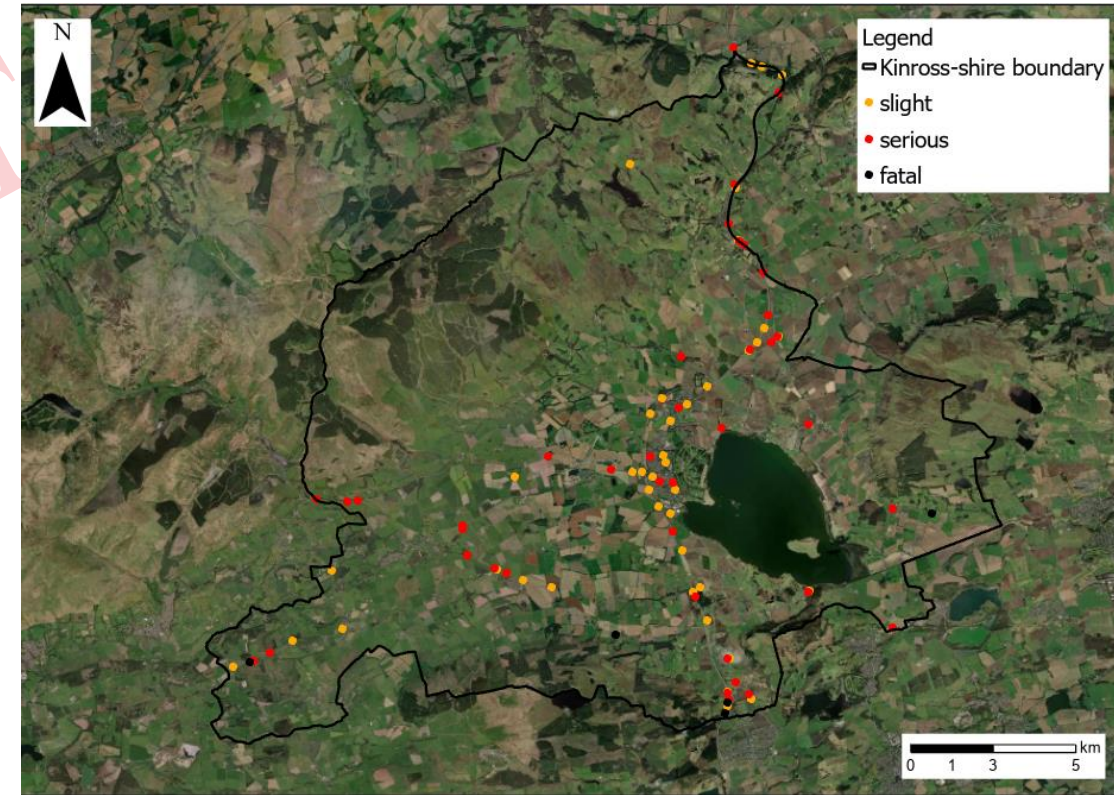 N
Legend
Kinross-shire boundary
slight
serious
fatal
km
0 1 3 5